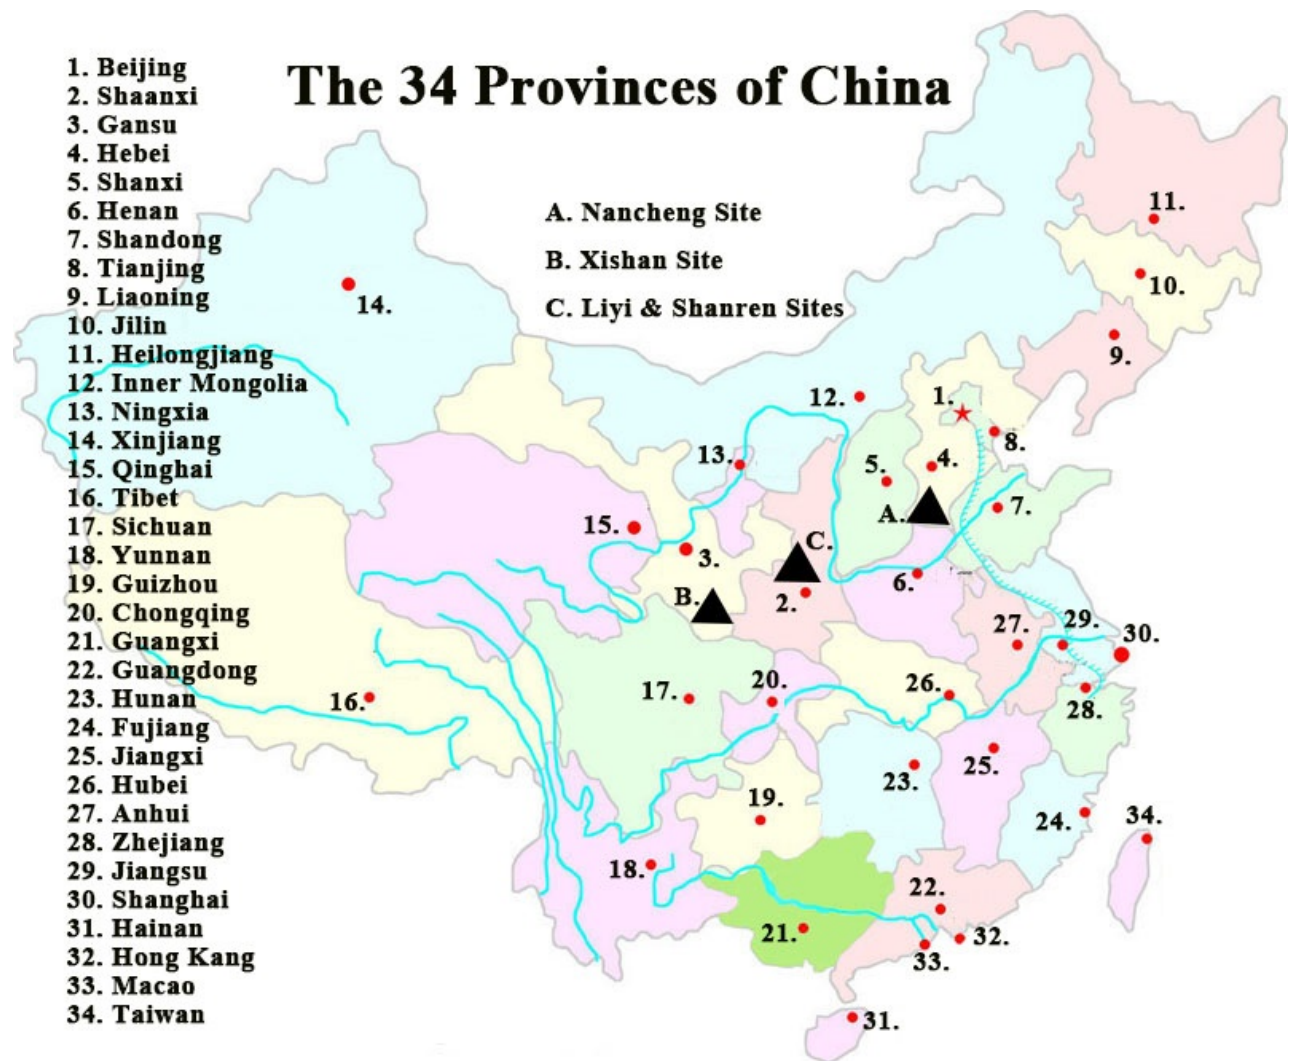 The 34 Provinces of China
1. Beijing
2. Shaanxi
3. Gansu
4. Hebei
5. Shanxi
6. Henan
7. Shandong
8. Tianjing
9. Liaoning
10. Jilin
11. Heilongjiang
12. Inner Mongolia
13. Ningxia
14. Xinjiang
15. Qinghai
16. Tibet
17. Sichuan
18. Yunnan
19. Guizhou
20. Chongqing
21. Guangxi
22. Guangdong
23. Hunan
24. Fujiang
25. Jiangxi
26. Hubei
27. Anhui
28. Zhejiang
29. Jiangsu
30. Shanghai
31. Hainan
32. Hong Kang
33. Macao
34. Taiwan
A. Nancheng Site
B. Xishan Site
C. Liyi & Shanren Sites
11.
10.
14.
9.
12.
1.
8.
13.
5.
4.
7.
A.
15.
3.
C.
6.
B.
2.
27.
29.
30.
16.
17.
20.
26.
28.
23.
25.
19.
24.
34.
18.
22.
21.
32.
33.
31.